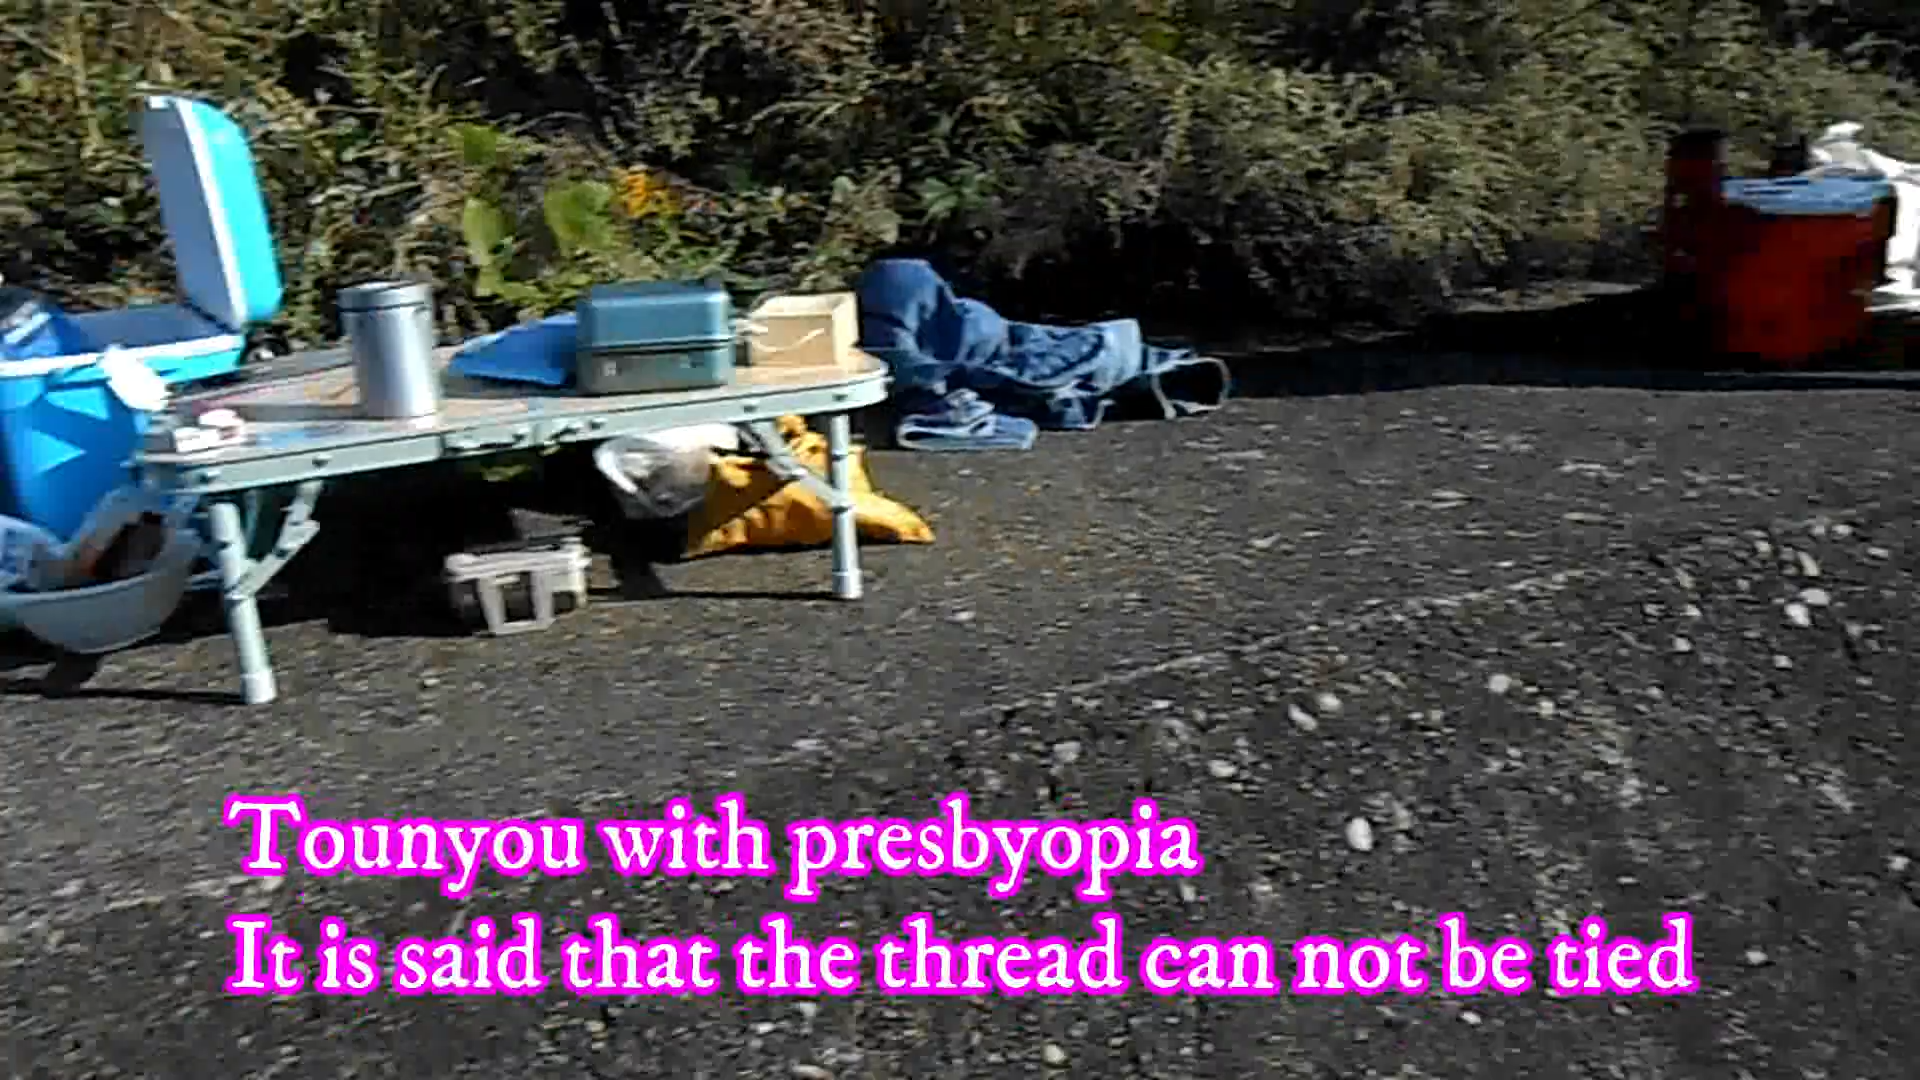 Tounyou with presbyopia
It is said that the thread can not be tied